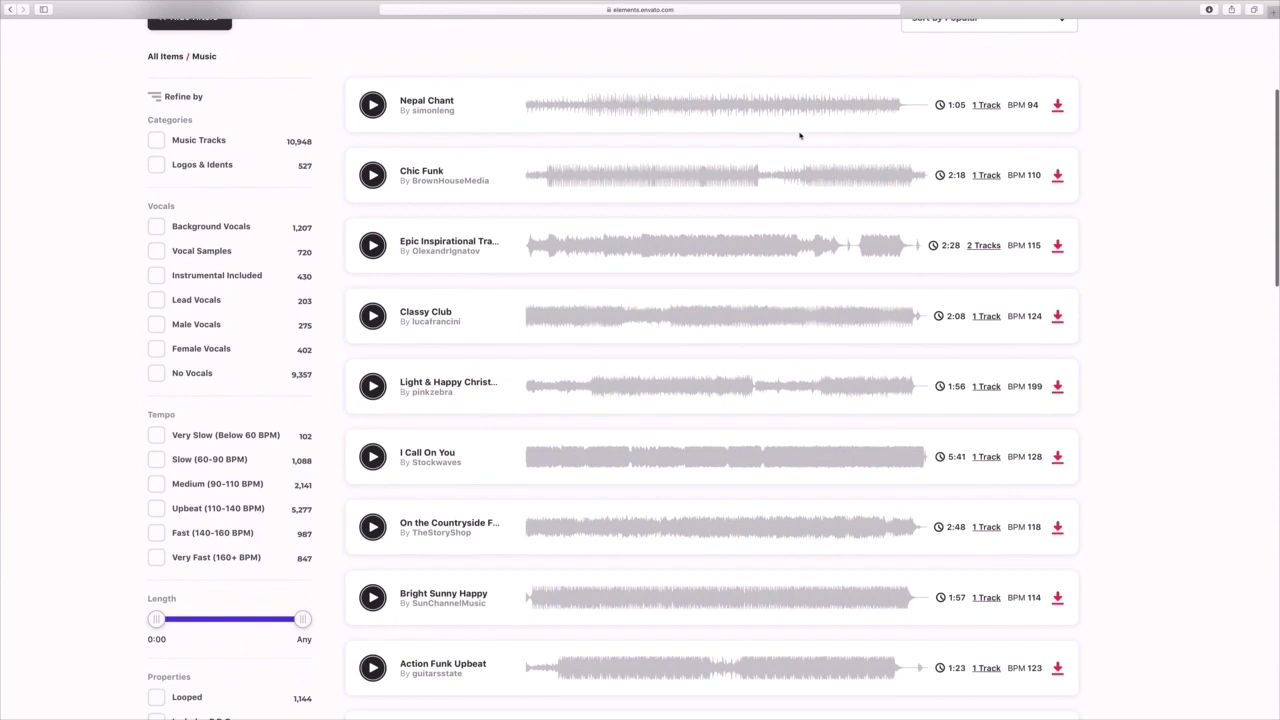 elements.envato.com
All Items / Music
Refine by
Categories
Music Tracks 10,948
Logos & Idents 527
Vocals
Background Vocals 1,207
Vocal Samples 720
Instrumental Included 430
Lead Vocals 203
Male Vocals 275
Female Vocals 402
No Vocals 9,357
Tempo
Very Slow (Below 60 BPM) 102
Slow (60-90 BPM) 1,088
Medium (90-110 BPM) 2,141
Upbeat (110-140 BPM) 5,277
Fast (140-160 BPM) 987
Very Fast (160+ BPM) 847
Length
0:00 Any
Properties
Looped 1,144
Sort by Popular
Nepal Chant 1:05 1 Track BPM 94
By simonleng
Chic Funk 2:18 1 Track BPM 110
By BrownHouseMedia
Epic Inspirational Tra... 2:28 2 Tracks BPM 115
By OlexandrIgnatov
Classy Club 2:08 1 Track BPM 124
By lucafrancini
Light & Happy Christ... 1:56 1 Track BPM 199
By pinkzebra
I Call On You 5:41 1 Track BPM 128
By Stockwaves
On the Countryside F... 2:48 1 Track BPM 118
By TheStoryShop
Bright Sunny Happy 1:57 1 Track BPM 114
By SunChannelMusic
Action Funk Upbeat 1:23 1 Track BPM 123
By guitarsstate